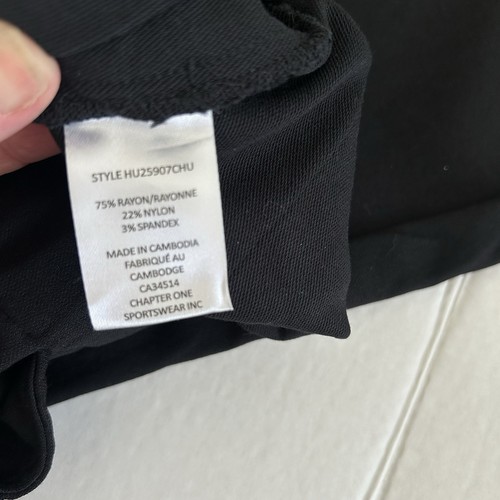 STYLE HU25907CHU
75% RAYON/RAYONNE
22% NYLON
3% SPANDEX
MADE IN CAMBODIA
FABRIQUÉ AU
CAMBODGE
CA34514
CHAPTER ONE
SPORTSWEAR INC